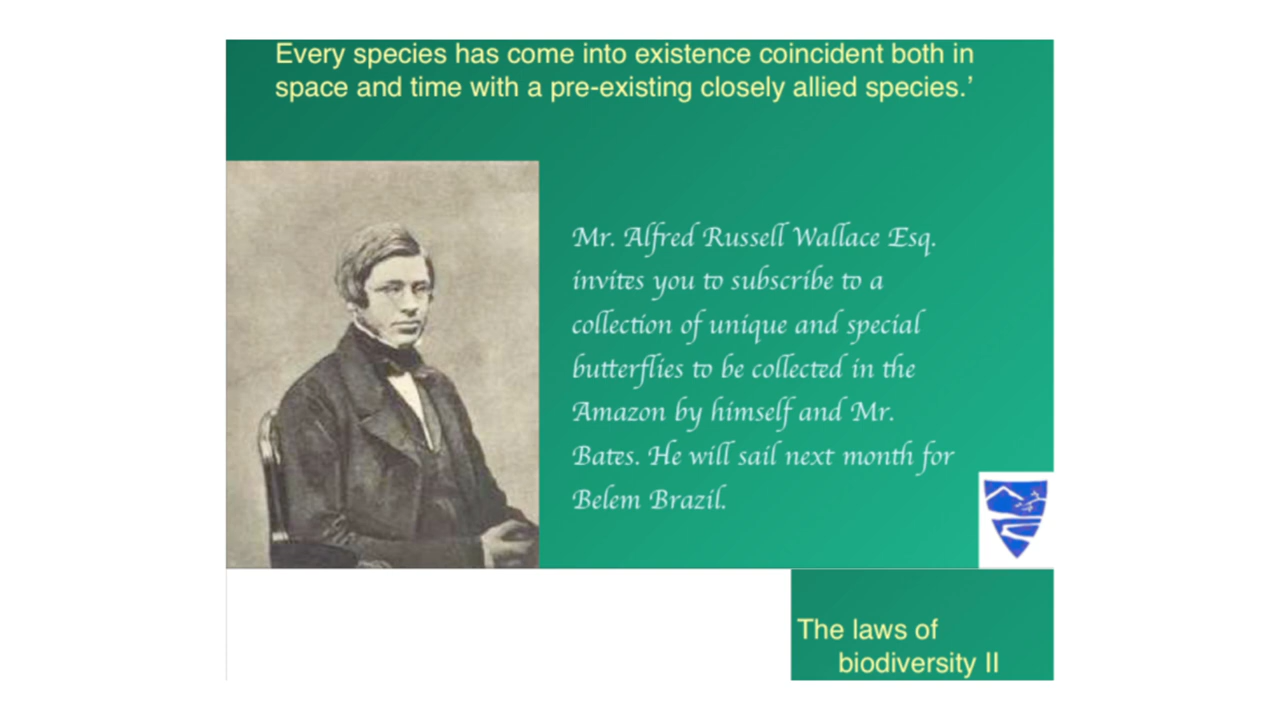 Every species has come into existence coincident both in
space and time with a pre-existing closely allied species.’
Mr. Alfred Russell Wallace Esq.
invites you to subscribe to a
collection of unique and special
butterflies to be collected in the
Amazon by himself and Mr.
Bates. He will sail next month for
Belem Brazil.
The laws of
biodiversity II